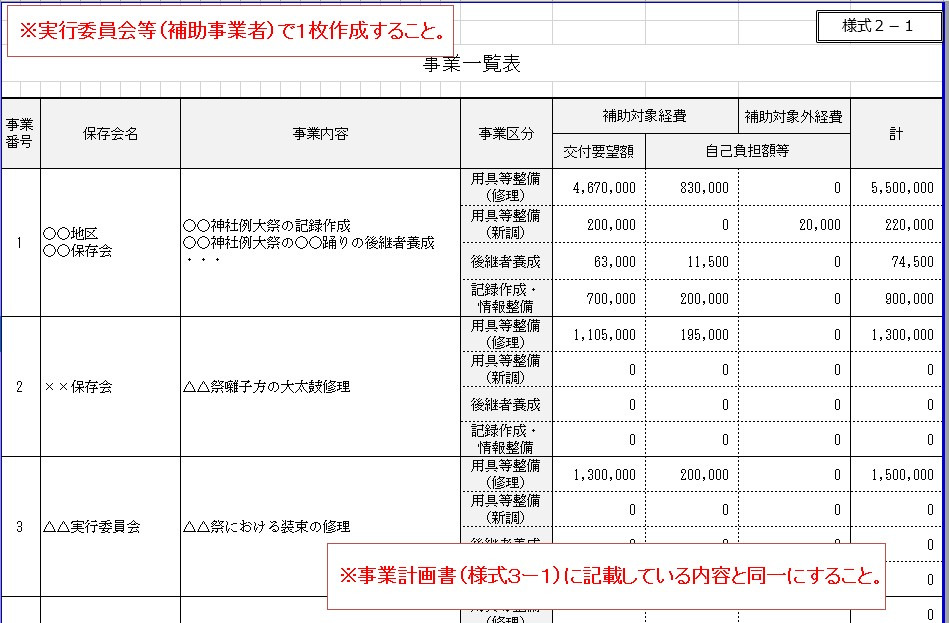 ※実行委員会等(補助事業者)で1枚作成すること。
様式2-1
事業一覧表
事業番号 保存会名 事業内容 事業区分 補助対象経費 補助対象外経費 計
交付要望額 自己負担額等
1 〇〇地区 〇〇保存会
〇〇神社例大祭の記録作成
〇〇神社例大祭の〇〇踊りの後継者養成
・・・
用具等整備(修理) 4,670,000 830,000 0 5,500,000
用具等整備(新調) 200,000 0 20,000 220,000
後継者養成 63,000 11,500 0 74,500
記録作成・情報整備 700,000 200,000 0 900,000
2 ××保存会 △△祭囃子方の大太鼓修理
用具等整備(修理) 1,105,000 195,000 0 1,300,000
用具等整備(新調) 0 0 0 0
後継者養成 0 0 0 0
記録作成・情報整備 0 0 0 0
3 △△実行委員会 △△祭における装束の修理
用具等整備(修理) 1,300,000 200,000 0 1,500,000
用具等整備(新調) 0 0 0 0
0 0 0 0
※事業計画書(様式3-1)に記載している内容と同一にすること。
0
(修理) 0